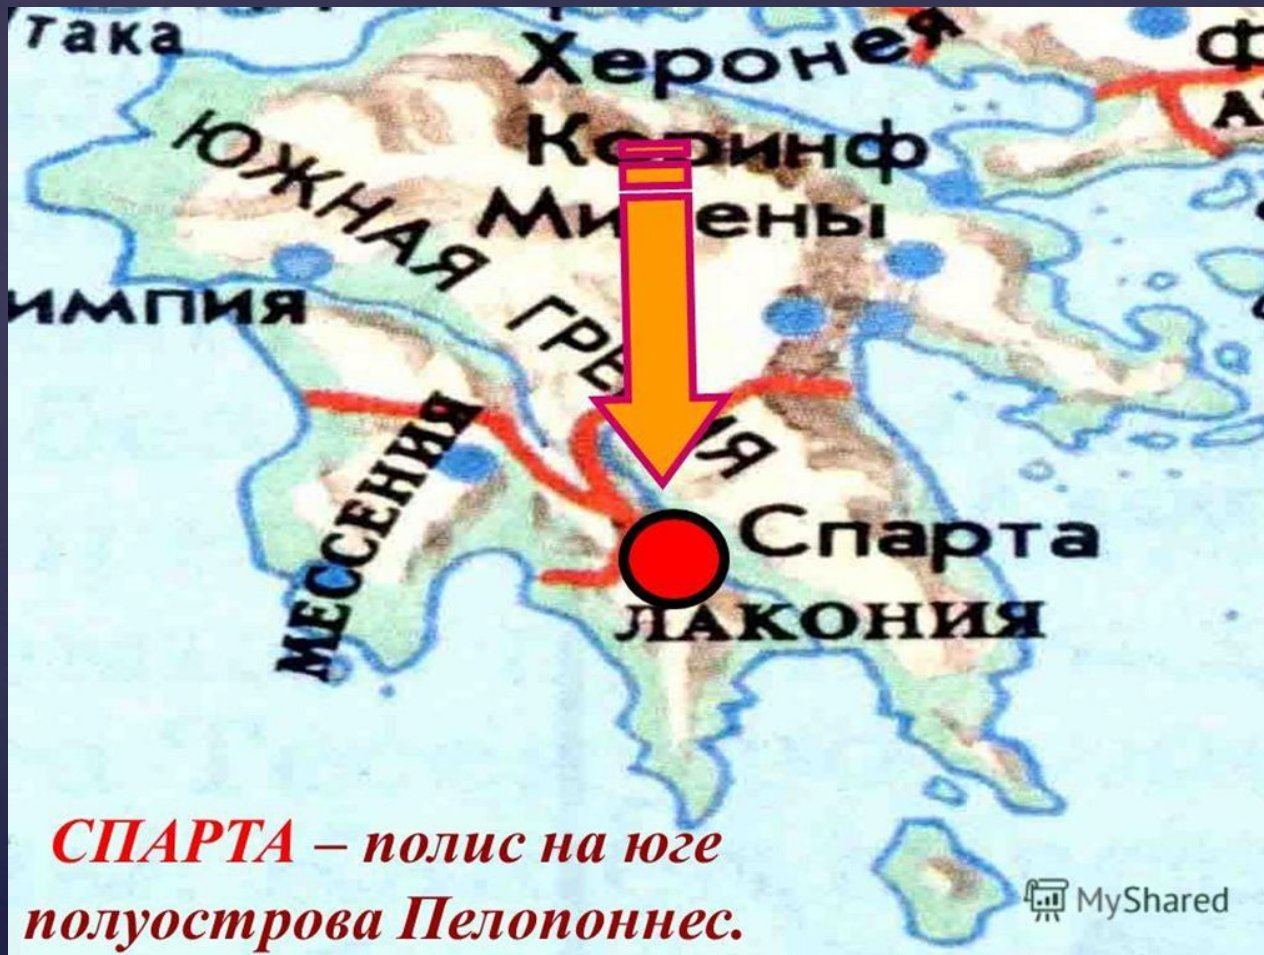 така
Херонея
Ф
Коринф
А
Микены
ЮЖНАЯ ГРЕЦИЯ
ИМПИЯ
МЕССЕНИЯ
Спарта
ЛАКОНИЯ
СПАРТА – полис на юге
полуострова Пелопоннес.
MyShared